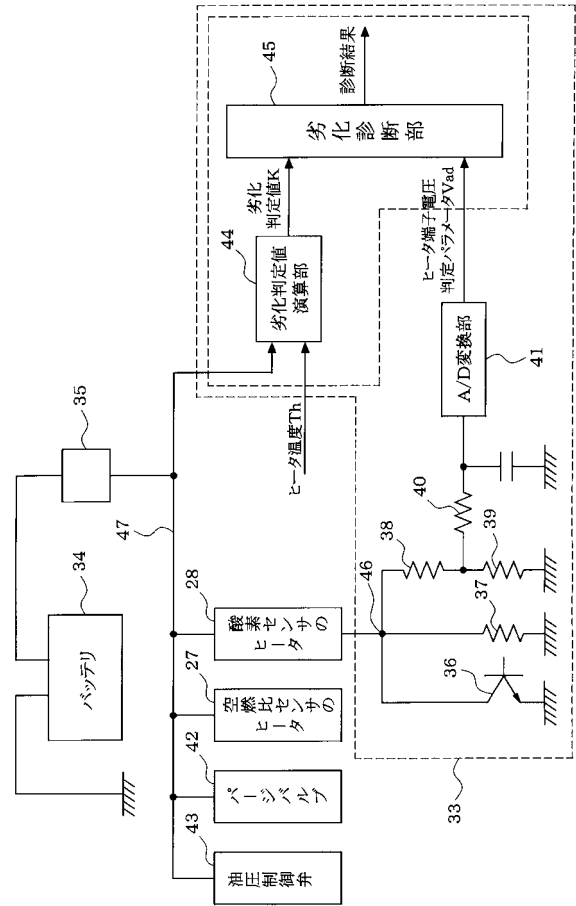 35
47
34
バッテリ
28
酸素センサの
ヒータ
27
空燃比センサの
ヒータ
42
パージバルブ
43
油圧制御弁
44
劣化判定値
演算部
ヒータ温度Th
劣化
判定値K
45
劣化診断部
診断結果
ヒータ端子電圧
判定パラメータVad
A/D変換部
41
40
38
39
46
37
36
33